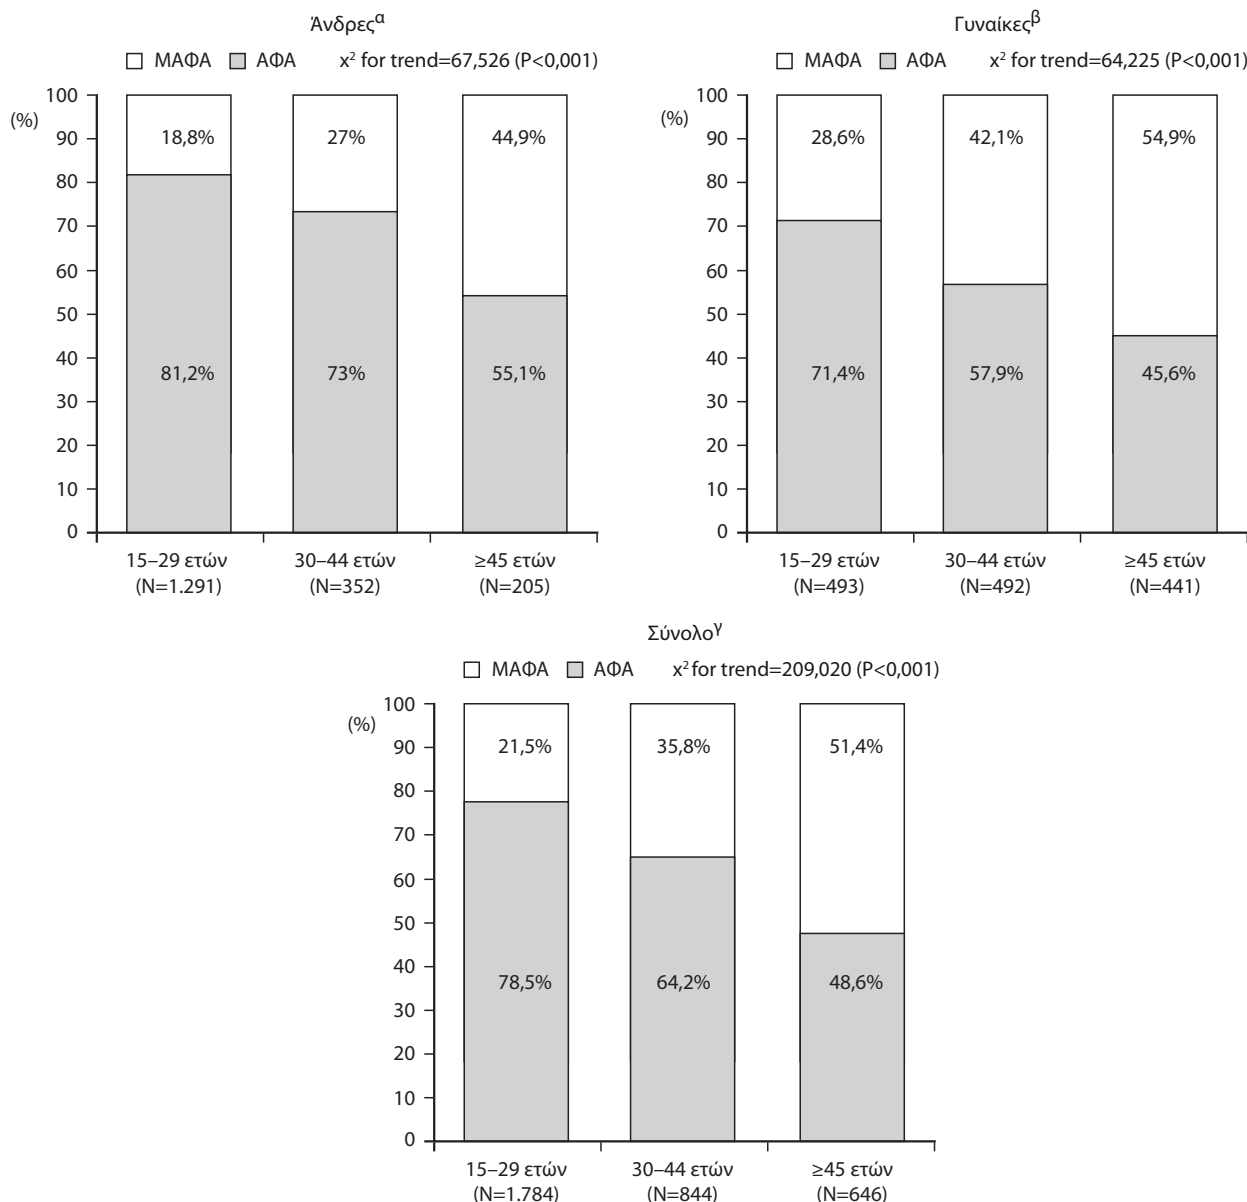 Άνδρες^α
ΜΑΦΑ ΑΦΑ x² for trend=67,526 (P<0,001)
(%)
100
90
80
70
60
50
40
30
20
10
0
18,8% 27% 44,9%
81,2% 73% 55,1%
15–29 ετών 30–44 ετών ≥45 ετών
(N=1.291) (N=352) (N=205)
Γυναίκες^β
ΜΑΦΑ ΑΦΑ x² for trend=64,225 (P<0,001)
(%)
100
90
80
70
60
50
40
30
20
10
0
28,6% 42,1% 54,9%
71,4% 57,9% 45,6%
15–29 ετών 30–44 ετών ≥45 ετών
(N=493) (N=492) (N=441)
Σύνολο^γ
ΜΑΦΑ ΑΦΑ x² for trend=209,020 (P<0,001)
(%)
100
90
80
70
60
50
40
30
20
10
0
21,5% 35,8% 51,4%
78,5% 64,2% 48,6%
15–29 ετών 30–44 ετών ≥45 ετών
(N=1.784) (N=844) (N=646)